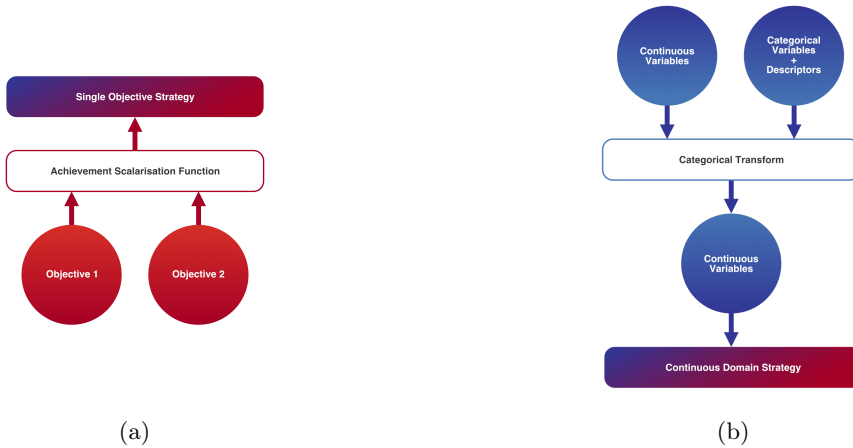 Single Objective Strategy
Achievement Scalarisation Function
Objective 1
Objective 2
(a)
Continuous
Variables
Categorical
Variables
+
Descriptors
Categorical Transform
Continuous
Variables
Continuous Domain Strategy
(b)